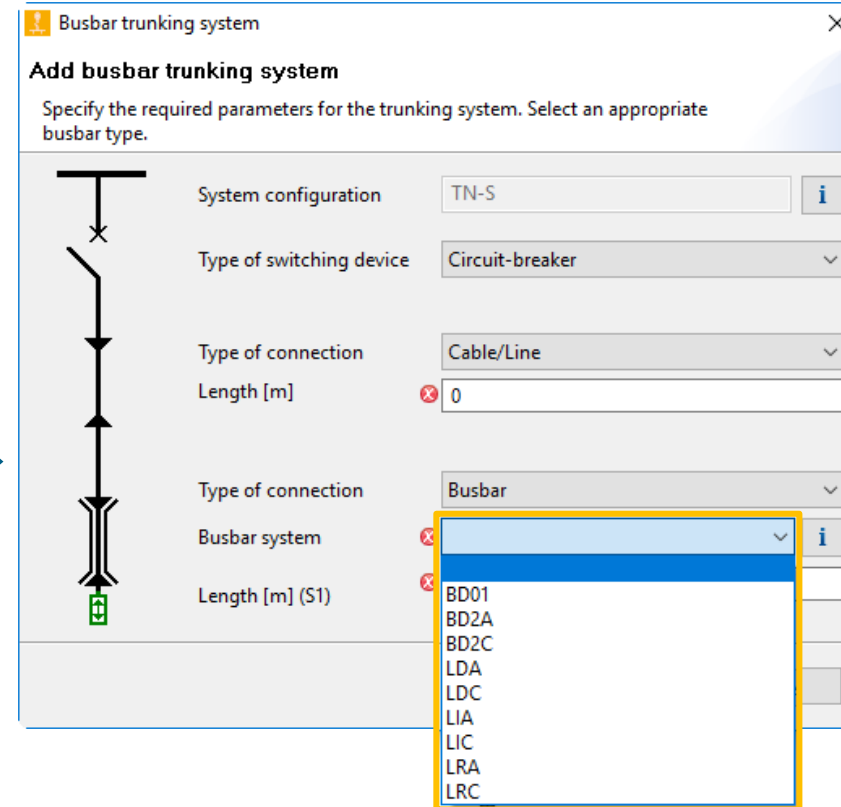 Busbar trunking system
Add busbar trunking system
Specify the required parameters for the trunking system. Select an appropriate
busbar type.
System configuration TN-S i
Type of switching device Circuit-breaker
Type of connection Cable/Line
Length [m] 0
Type of connection Busbar
Busbar system i
Length [m] (S1)
BD01
BD2A
BD2C
LDA
LDC
LIA
LIC
LRA
LRC